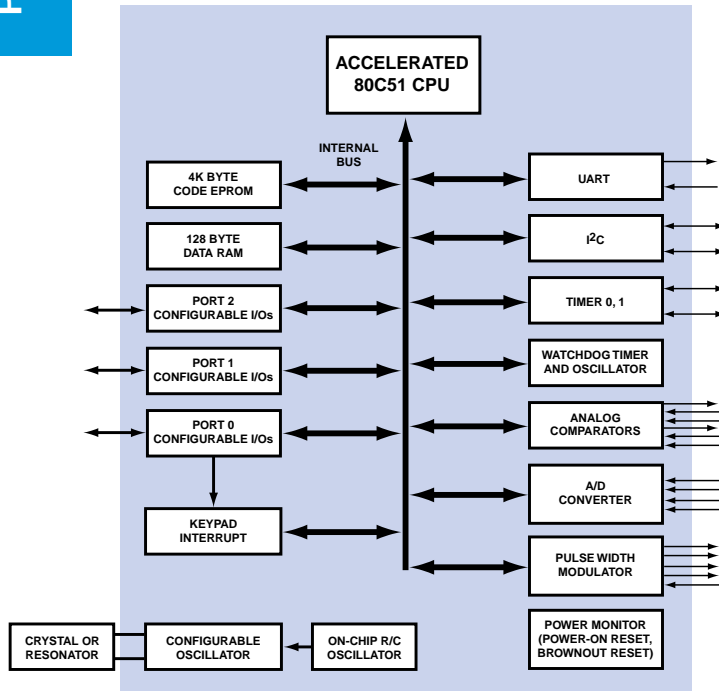 ACCELERATED
80C51 CPU
INTERNAL
BUS
4K BYTE
CODE EPROM
128 BYTE
DATA RAM
PORT 2
CONFIGURABLE I/Os
PORT 1
CONFIGURABLE I/Os
PORT 0
CONFIGURABLE I/Os
KEYPAD
INTERRUPT
UART
I2C
TIMER 0, 1
WATCHDOG TIMER
AND OSCILLATOR
ANALOG
COMPARATORS
A/D
CONVERTER
PULSE WIDTH
MODULATOR
POWER MONITOR
(POWER-ON RESET,
BROWNOUT RESET)
CRYSTAL OR
RESONATOR
CONFIGURABLE
OSCILLATOR
ON-CHIP R/C
OSCILLATOR